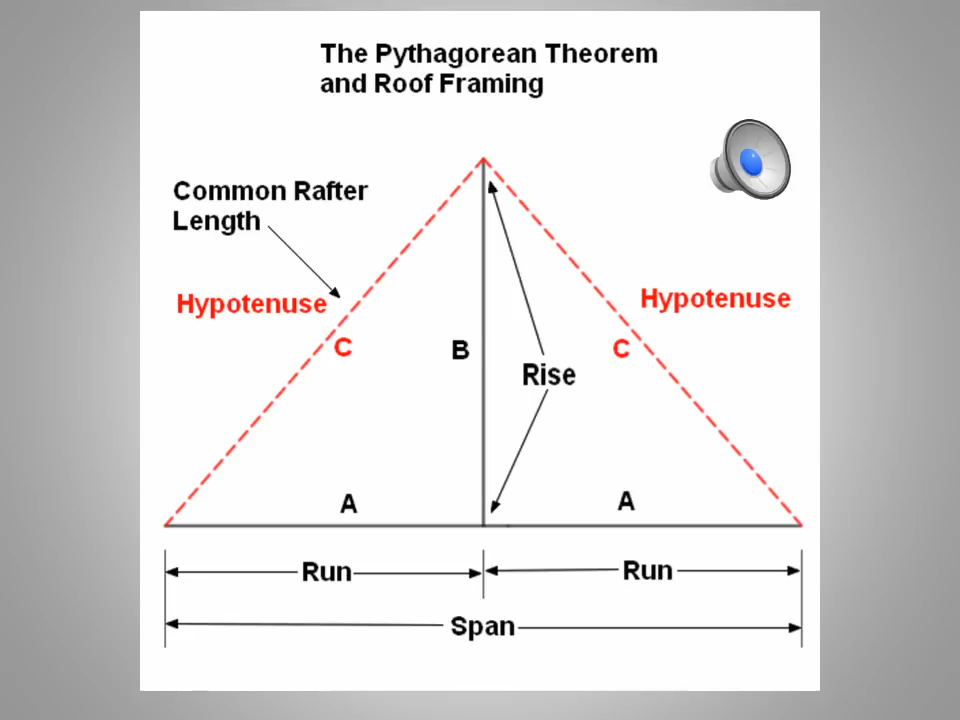 The Pythagorean Theorem
and Roof Framing
Common Rafter
Length
Hypotenuse
Hypotenuse
C
B
C
Rise
A
A
Run
Run
Span